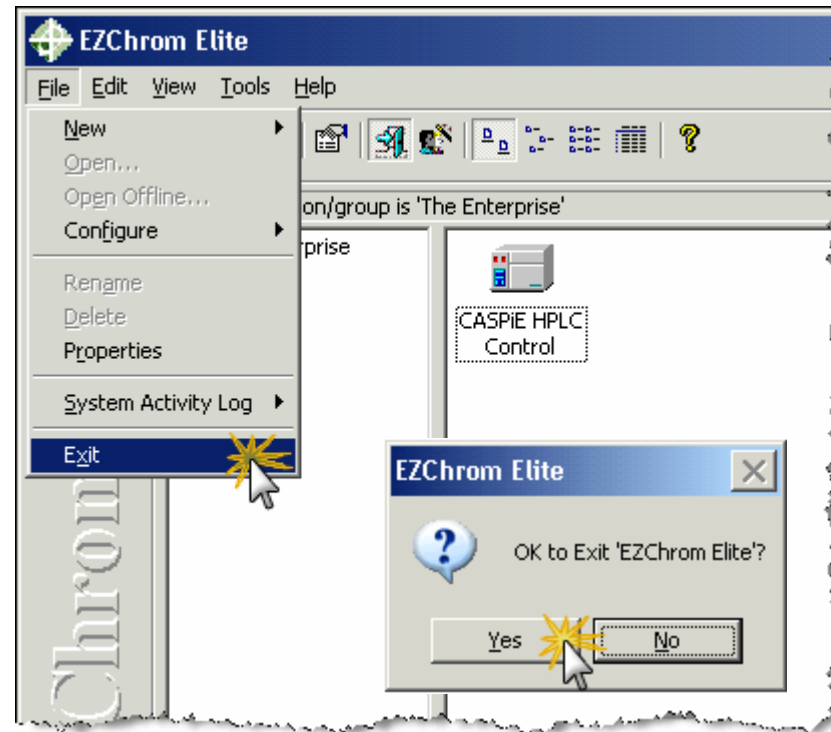 EZChrom Elite
File Edit View Tools Help
New
Open...
Open Offline...
on/group is 'The Enterprise'
Configure
prise
Rename
Delete
CASPiE HPLC
Control
Properties
System Activity Log
Exit
EZChrom Elite
OK to Exit 'EZChrom Elite'?
Yes No
Chrom